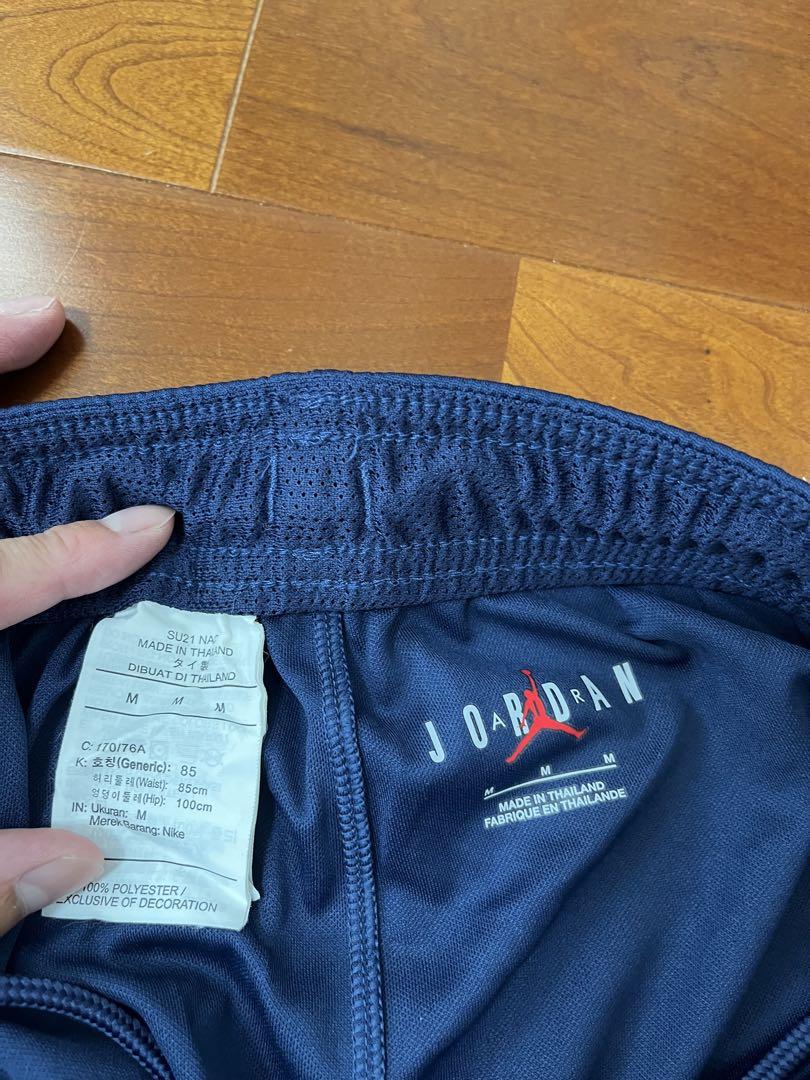 SU21
MADE IN THAILAND
タイ製
DIBUAT DI THAILAND
M M M
C: 170/76A
K: 호칭(Generic): 85
허리둘레(Waist): 85cm
엉덩이둘레(Hip): 100cm
IN: Ukuran: M
Merek Barang: Nike
100% POLYESTER /
EXCLUSIVE OF DECORATION
JORDAN
AIR
M M M
MADE IN THAILAND
FABRIQUE EN THAILANDE